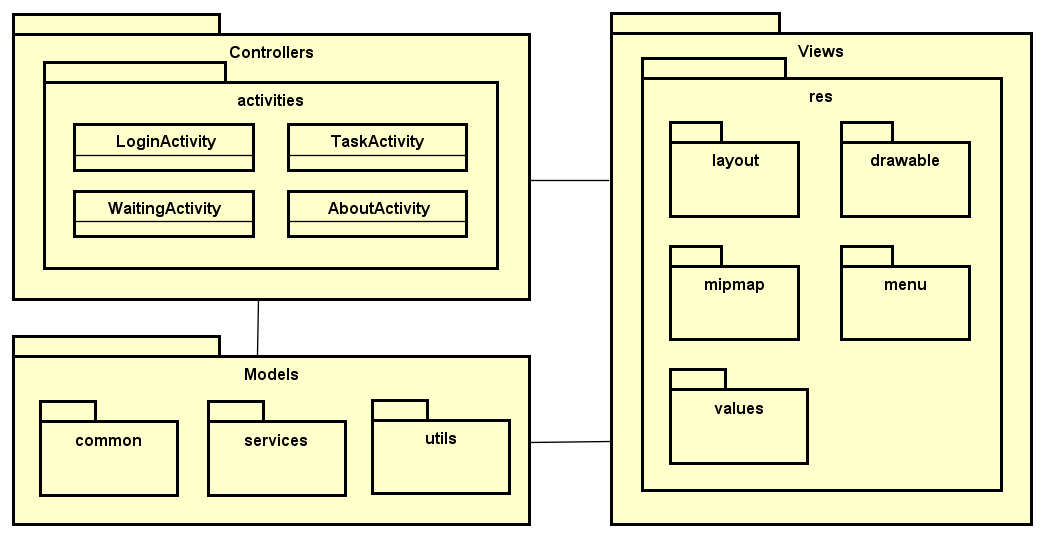 Controllers
activities
LoginActivity
TaskActivity
WaitingActivity
AboutActivity
Models
common
services
utils
Views
res
layout
drawable
mipmap
menu
values